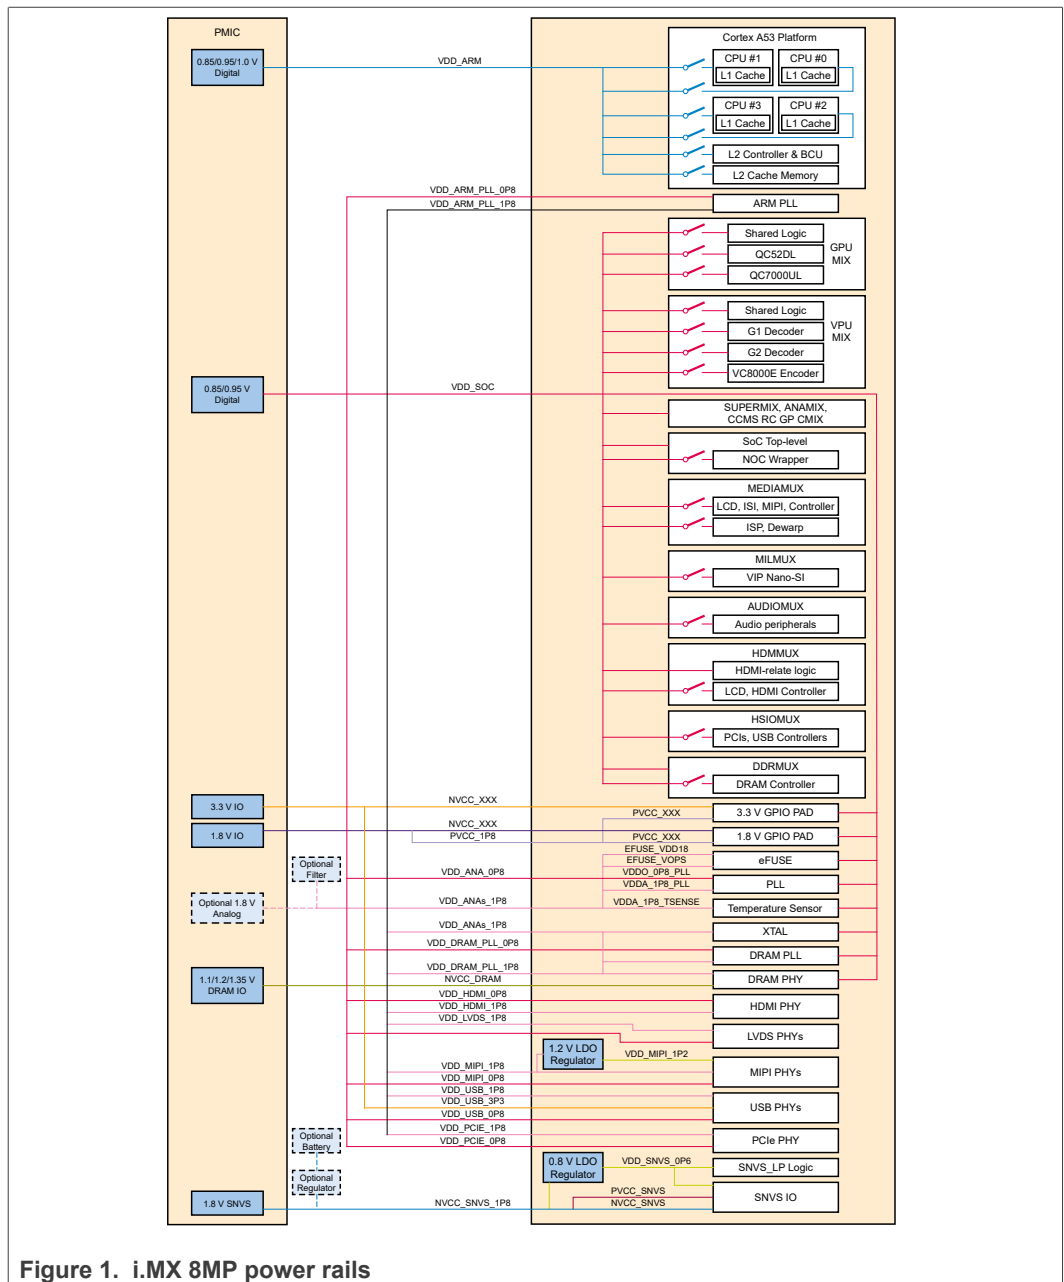 PMIC
0.85/0.95/1.0 V
Digital
VDD_ARM
Cortex A53 Platform
CPU #1
CPU #0
L1 Cache
L1 Cache
CPU #3
CPU #2
L1 Cache
L1 Cache
L2 Controller & BCU
L2 Cache Memory
VDD_ARM_PLL_0P8
VDD_ARM_PLL_1P8
ARM PLL
Shared Logic
GPU
MIX
QC52DL
QC7000UL
Shared Logic
VPU
MIX
G1 Decoder
G2 Decoder
VC8000E Encoder
0.85/0.95 V
Digital
VDD_SOC
SUPERMIX, ANAMIX,
CCMS RC GP CMIX
SoC Top-level
NOC Wrapper
MEDIAMUX
LCD, ISI, MIPI, Controller
ISP, Dewarp
MILMUX
VIP Nano-SI
AUDIOMUX
Audio peripherals
HDMMUX
HDMI-relate logic
LCD, HDMI Controller
HSIOMUX
PCIs, USB Controllers
DDRMUX
DRAM Controller
3.3 V IO
NVCC_XXX
PVCC_XXX
3.3 V GPIO PAD
1.8 V IO
NVCC_XXX
PVCC_1P8
PVCC_XXX
1.8 V GPIO PAD
Optional
Filter
EFUSE_VDD18
EFUSE_VOPS
eFUSE
VDD_ANA_0P8
VDDO_0P8_PLL
VDDA_1P8_PLL
PLL
Optional 1.8 V
Analog
VDD_ANAs_1P8
VDDA_1P8_TSENSE
Temperature Sensor
VDD_ANAs_1P8
XTAL
VDD_DRAM_PLL_0P8
DRAM PLL
VDD_DRAM_PLL_1P8
1.1/1.2/1.35 V
DRAM IO
NVCC_DRAM
DRAM PHY
VDD_HDMI_0P8
VDD_HDMI_1P8
HDMI PHY
VDD_LVDS_1P8
LVDS PHYs
1.2 V LDO
Regulator
VDD_MIPI_1P2
VDD_MIPI_1P8
VDD_MIPI_0P8
MIPI PHYs
VDD_USB_1P8
VDD_USB_3P3
VDD_USB_0P8
USB PHYs
Optional
Battery
VDD_PCIE_1P8
VDD_PCIE_0P8
PCIe PHY
0.8 V LDO
Regulator
VDD_SNVS_0P6
SNVS_LP Logic
Optional
Regulator
1.8 V SNVS
NVCC_SNVS_1P8
PVCC_SNVS
NVCC_SNVS
SNVS IO
Figure 1. i.MX 8MP power rails